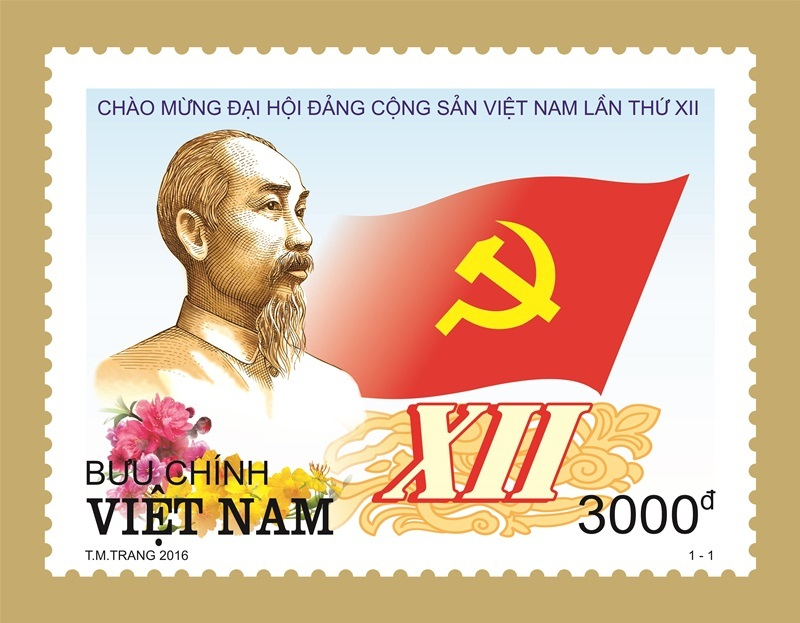 CHÀO MỪNG ĐẠI HỘI ĐẢNG CỘNG SẢN VIỆT NAM LẦN THỨ XII
XII
BƯU CHÍNH
VIỆT NAM
3000đ
T.M.TRANG 2016
1 - 1